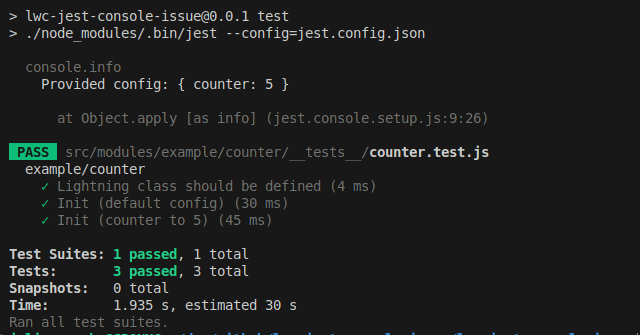 > lwc-jest-console-issue@0.0.1 test
> ./node_modules/.bin/jest --config=jest.config.json
console.info
Provided config: { counter: 5 }
at Object.apply [as info] (jest.console.setup.js:9:26)
PASS src/modules/example/counter/__tests__/counter.test.js
example/counter
✓ Lightning class should be defined (4 ms)
✓ Init (default config) (30 ms)
✓ Init (counter to 5) (45 ms)
Test Suites: 1 passed, 1 total
Tests: 3 passed, 3 total
Snapshots: 0 total
Time: 1.935 s, estimated 30 s
Ran all test suites.